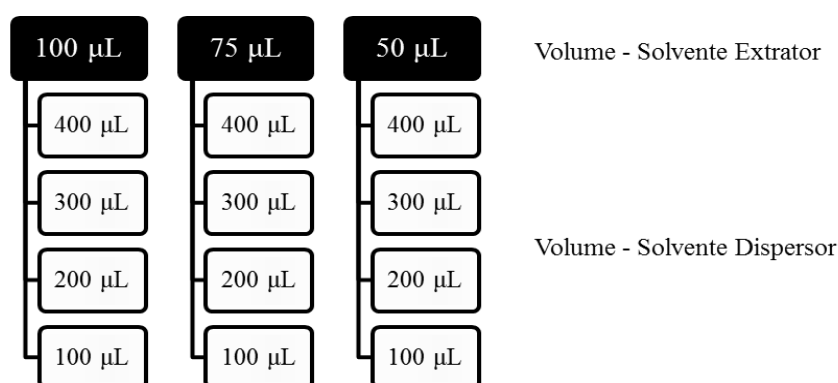 100 μL 75 μL 50 μL Volume - Solvente Extrator
400 μL 400 μL 400 μL
300 μL 300 μL 300 μL
Volume - Solvente Dispersor
200 μL 200 μL 200 μL
100 μL 100 μL 100 μL